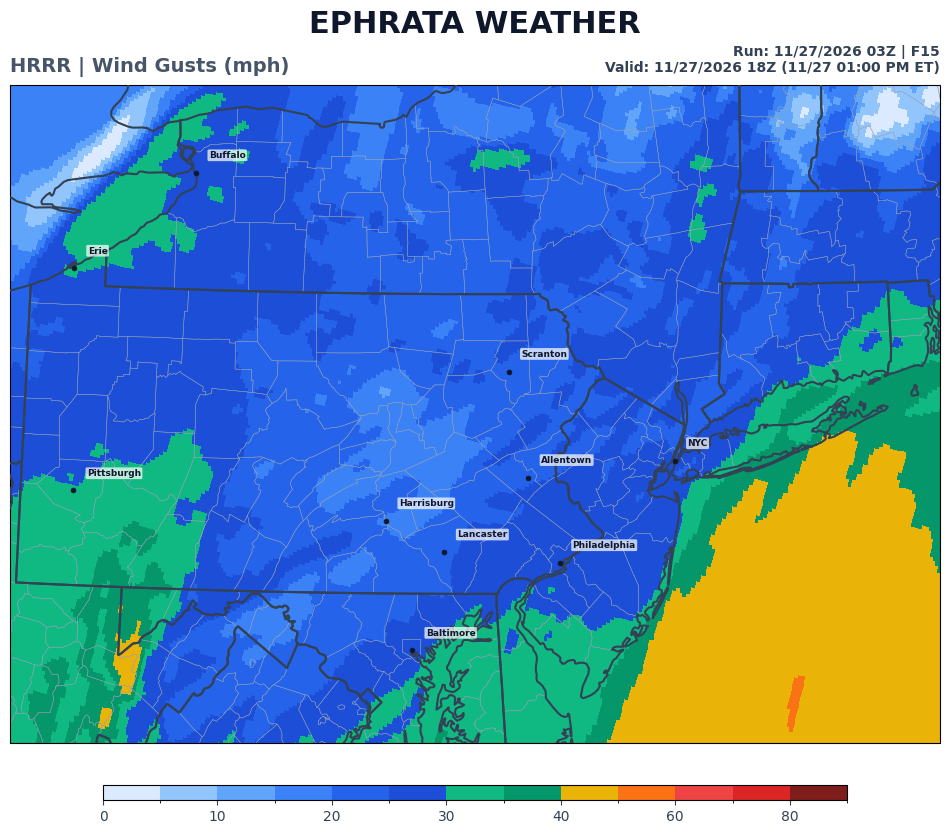 EPHRATA WEATHER
HRRR | Wind Gusts (mph)
Run: 11/27/2026 03Z | F15
Valid: 11/27/2026 18Z (11/27 01:00 PM ET)
Buffalo
Erie
Scranton
NYC
Allentown
Pittsburgh
Harrisburg
Lancaster
Philadelphia
Baltimore
0 10 20 30 40 50 60 70 80